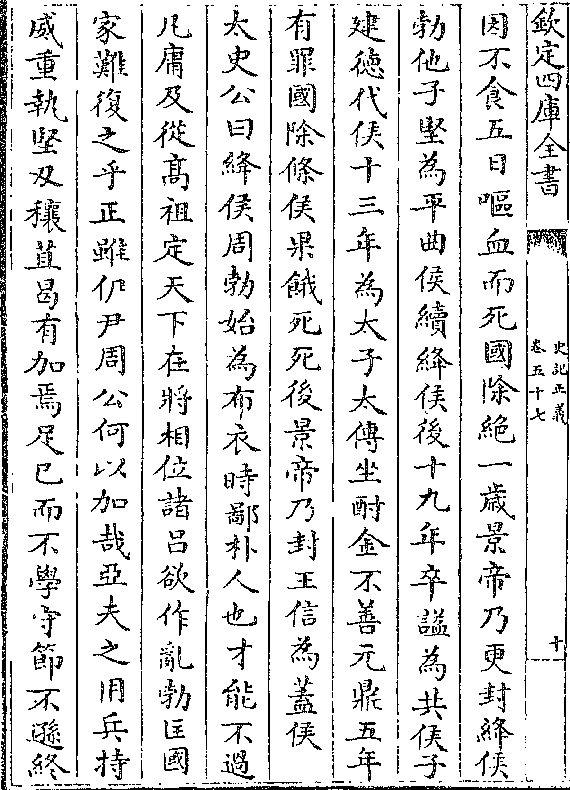 欽定四庫全書
史記正義
卷五十七
十
因不食五日嘔血而死國除絶一嵗景帝乃更封絳侯
勃他子堅為平曲侯續絳侯後十九年卒諡為共侯子
建徳代侯十三年為太子太傅坐酎金不善元鼎五年
有罪國除條侯果餓死死後景帝乃封王信為蓋侯
太史公曰絳侯周勃始為布衣時鄙朴人也才能不過
凡庸及從髙祖定天下在將相位諸吕欲作亂勃匡國
家難復之乎正雖伊尹周公何以加哉亞夫之用兵持
威重執堅刃穰苴曷有加焉足已而不學守節不遜終